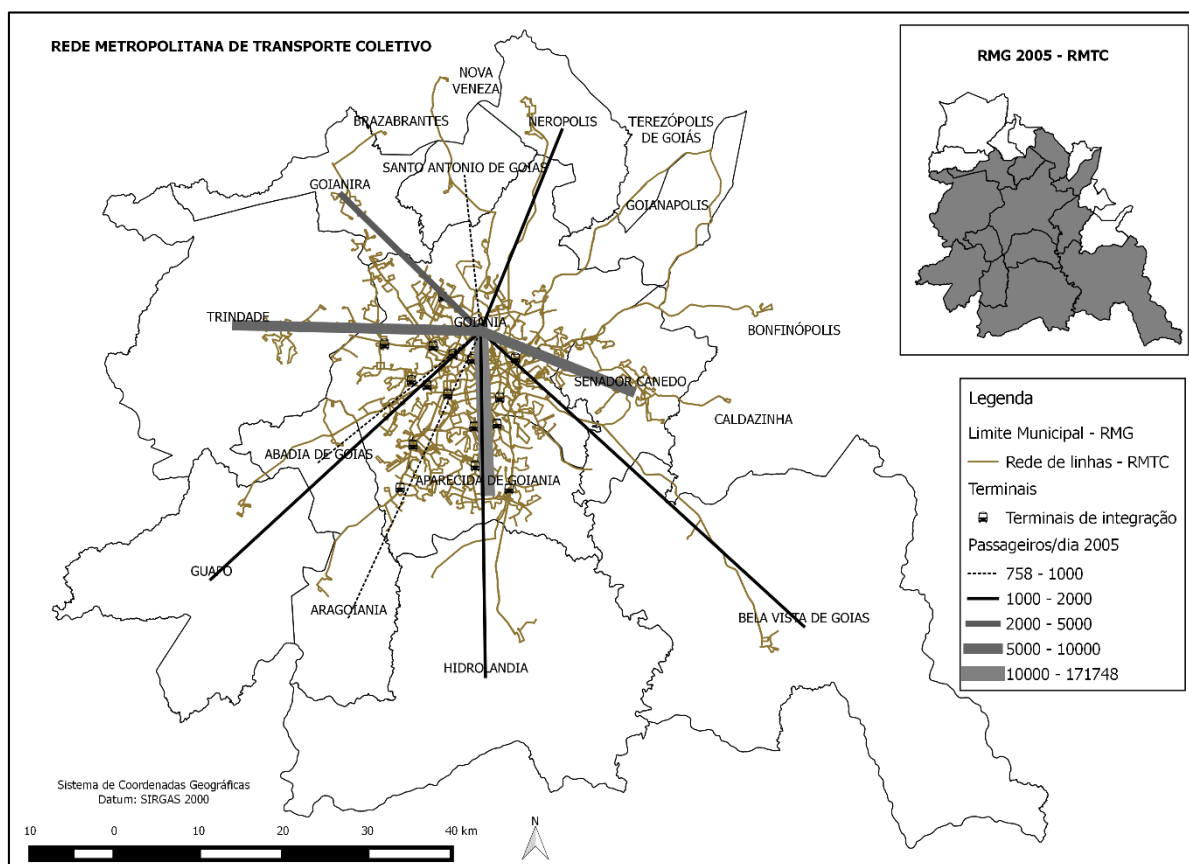 REDE METROPOLITANA DE TRANSPORTE COLETIVO
NOVA
VENEZA
BRAZABRANTES
NEROPOLIS
TEREZÓPOLIS
DE GOIÁS
SANTO ANTONIO DE GOIAS
GOIANIRA
GOIANAPOLIS
TRINDADE
GOIANIA
BONFINÓPOLIS
SENADOR CANEDO
CALDAZINHA
ABADIA DE GOIAS
APARECIDA DE GOIANIA
GUAPO
ARAGOIANIA
BELA VISTA DE GOIAS
HIDROLANDIA
Sistema de Coordenadas Geográficas
Datum: SIRGAS 2000
10 0 10 20 30 40 km
N
RMG 2005 - RMTC
Legenda
Limite Municipal - RMG
Rede de linhas - RMTC
Terminais
Terminais de integração
Passageiros/dia 2005
758 - 1000
1000 - 2000
2000 - 5000
5000 - 10000
10000 - 171748